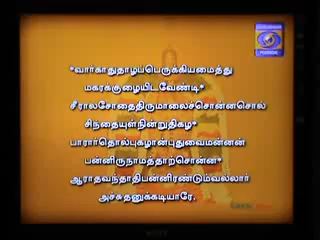 *வார்காதுதாழப்பெருக்கியமைத்து
மகரக்குழையிடவேண்டி*
சீரால்சோதைதிருமாலைச்சொன்னசொல்
சிந்தையுள்நின்றுதிகழ*
பாரார்தொல்புகழான்புதுவைமன்னன்
பன்னிருநாமத்தாற்சொன்ன*
ஆராதவந்தாதிபன்னிரண்டும்வல்லார்
அச்சுதனுக்கடியாரே.